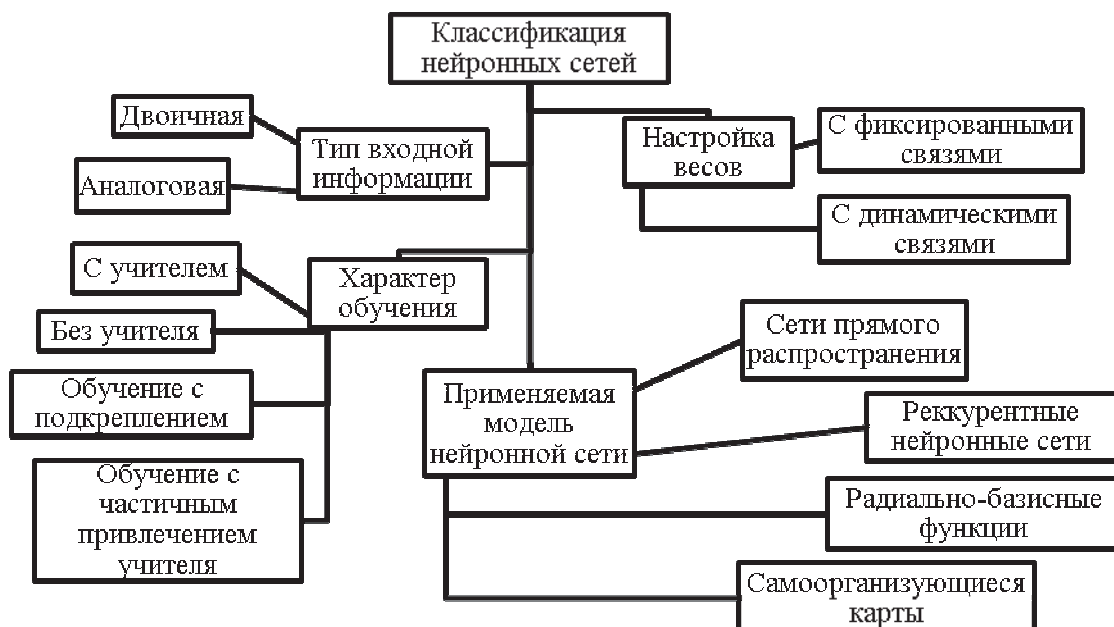 Классификация
нейронных сетей
Двоичная
Аналоговая
Тип входной
информации
Настройка
весов
С фиксированными
связями
С динамическими
связями
С учителем
Без учителя
Обучение с
подкреплением
Обучение с
частичным
привлечением
учителя
Характер
обучения
Применяемая
модель
нейронной сети
Сети прямого
распространения
Реккурентные
нейронные сети
Радиально-базисные
функции
Самоорганизующиеся
карты